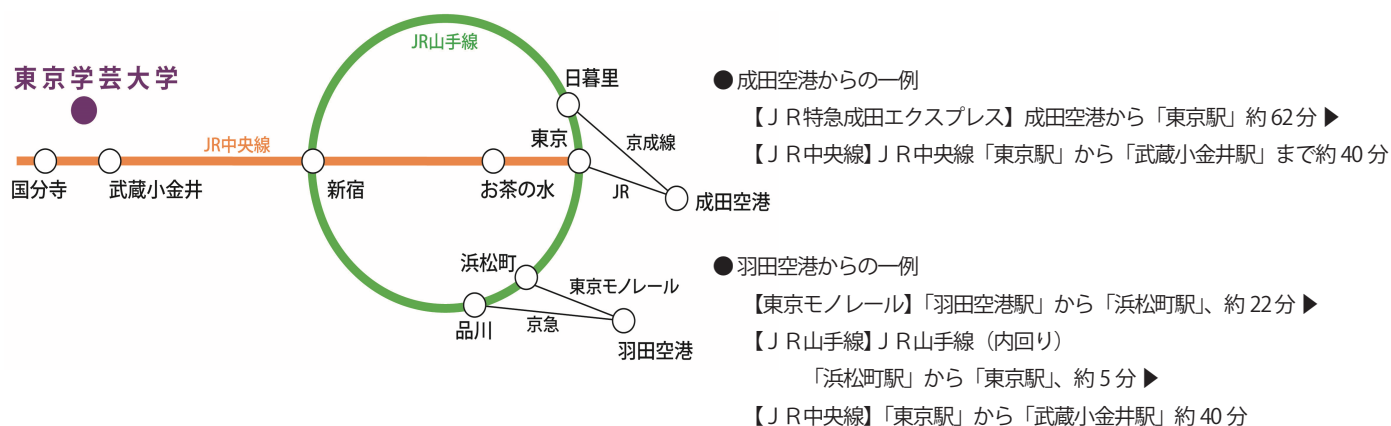 JR山手線
東京学芸大学
日暮里
東京
京成線
JR中央線
国分寺
武蔵小金井
新宿
お茶の水
JR
成田空港
浜松町
東京モノレール
品川
京急
羽田空港
● 成田空港からの一例
【ＪＲ特急成田エクスプレス】成田空港から「東京駅」約62分 ▶
【ＪＲ中央線】ＪＲ中央線「東京駅」から「武蔵小金井駅」まで約 40 分
● 羽田空港からの一例
【東京モノレール】「羽田空港駅」から「浜松町駅」、約 22 分 ▶
【ＪＲ山手線】ＪＲ山手線（内回り）
「浜松町駅」から「東京駅」、約 5 分 ▶
【ＪＲ中央線】「東京駅」から「武蔵小金井駅」約 40 分